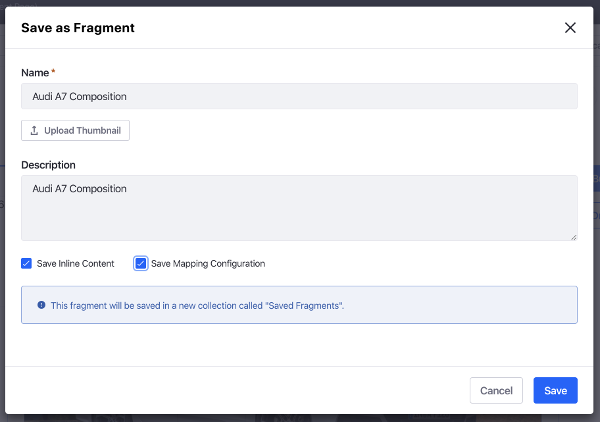 Save as Fragment
Name *
Audi A7 Composition
Upload Thumbnail
Description
Audi A7 Composition
Save Inline Content
Save Mapping Configuration
This fragment will be saved in a new collection called "Saved Fragments".
Cancel
Save